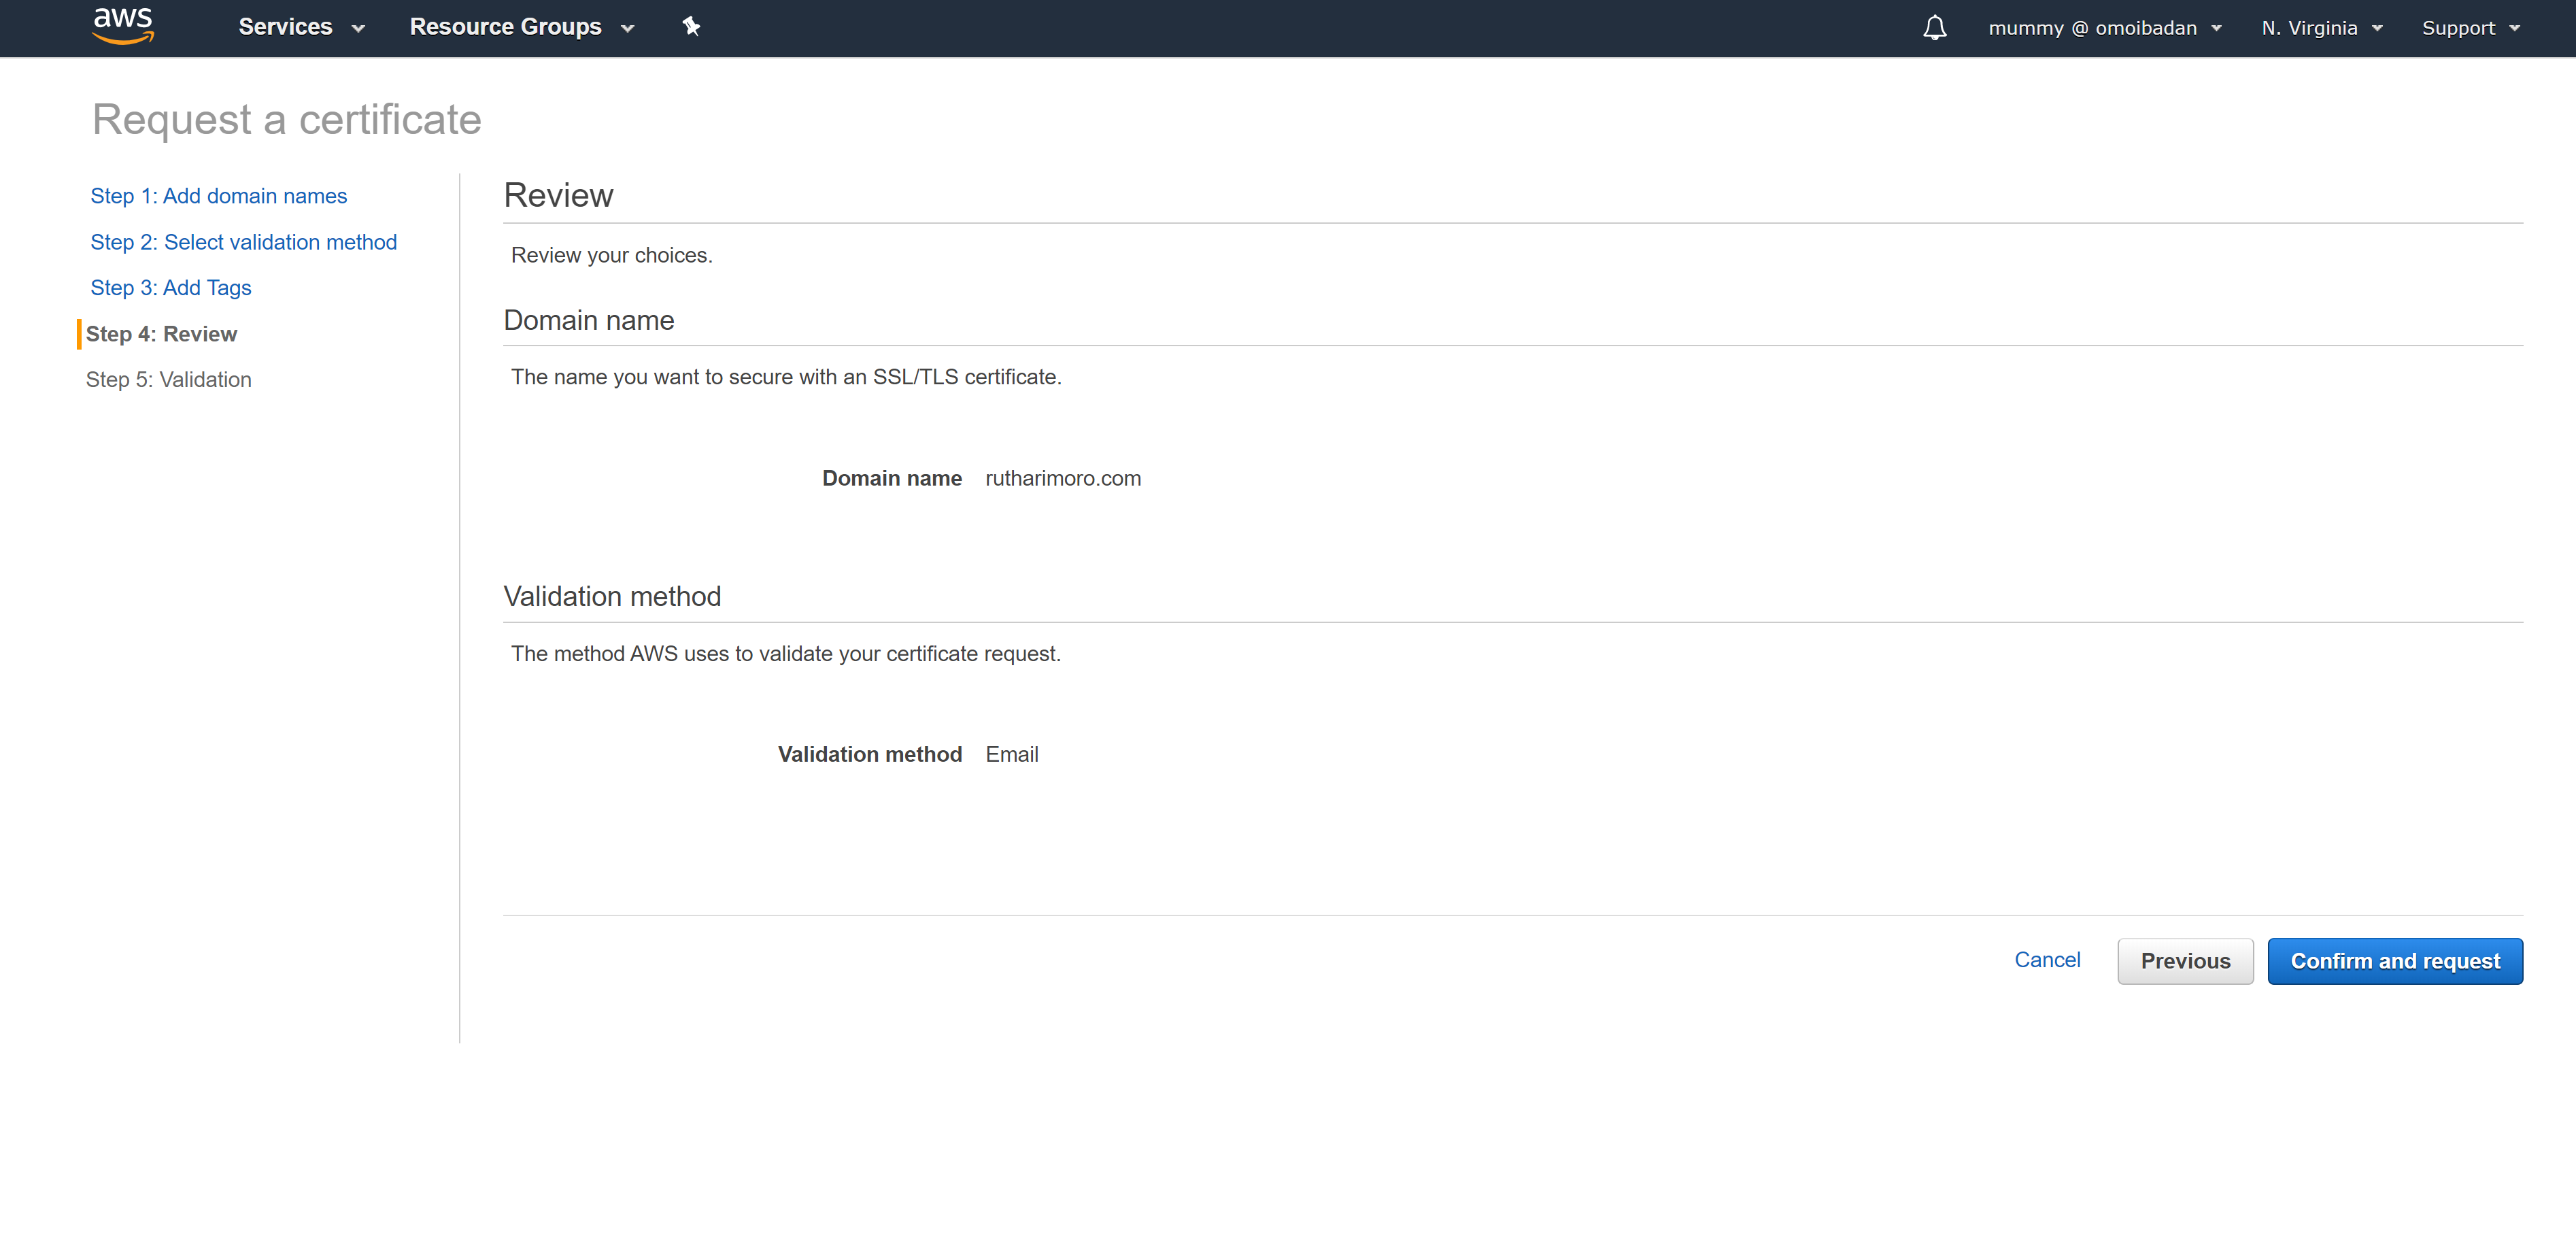 aws Services Resource Groups mummy @ omoibadan N. Virginia Support
Request a certificate
Step 1: Add domain names
Step 2: Select validation method
Step 3: Add Tags
Step 4: Review
Step 5: Validation
Review
Review your choices.
Domain name
The name you want to secure with an SSL/TLS certificate.
Domain name rutharimoro.com
Validation method
The method AWS uses to validate your certificate request.
Validation method Email
Cancel Previous Confirm and request